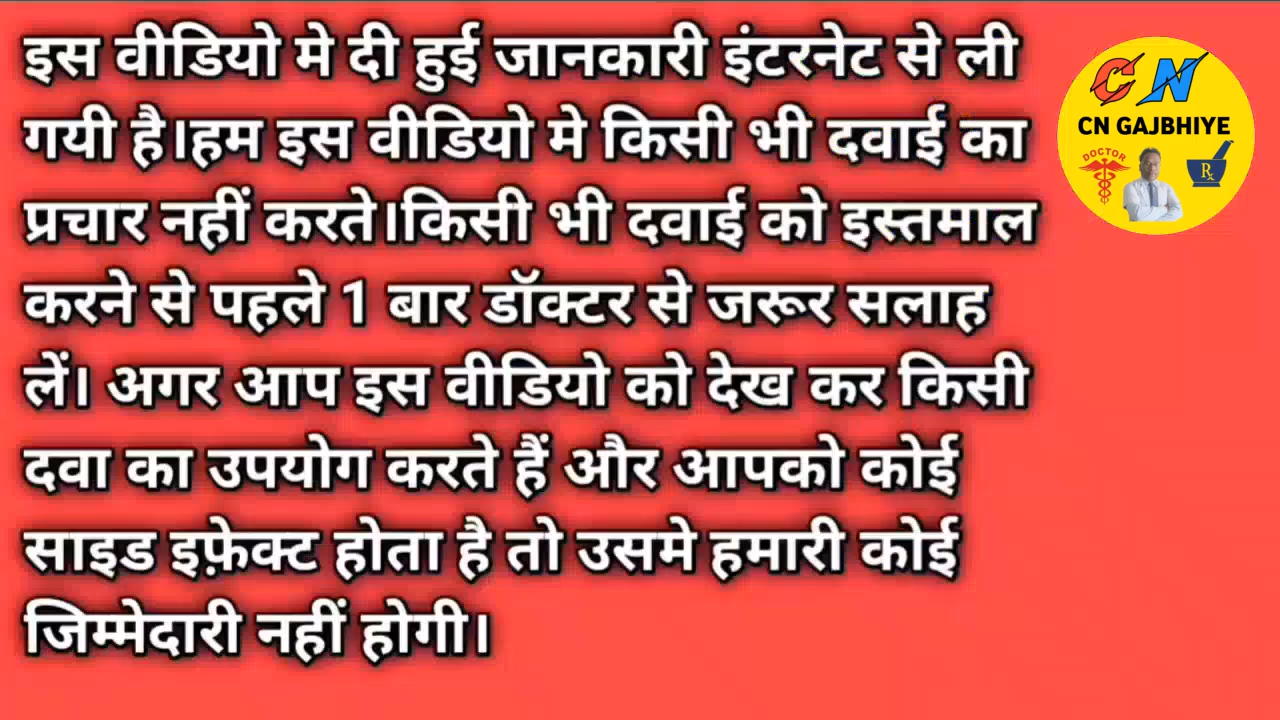 इस वीडियो मे दी हुई जानकारी इंटरनेट से ली
गयी है।हम इस वीडियो मे किसी भी दवाई का
प्रचार नहीं करते।किसी भी दवाई को इस्तमाल
करने से पहले 1 बार डॉक्टर से जरूर सलाह
लें। अगर आप इस वीडियो को देख कर किसी
दवा का उपयोग करते हैं और आपको कोई
साइड इफ़ेक्ट होता है तो उसमे हमारी कोई
जिम्मेदारी नहीं होगी।
C N
CN GAJBHIYE
DOCTOR
Rx